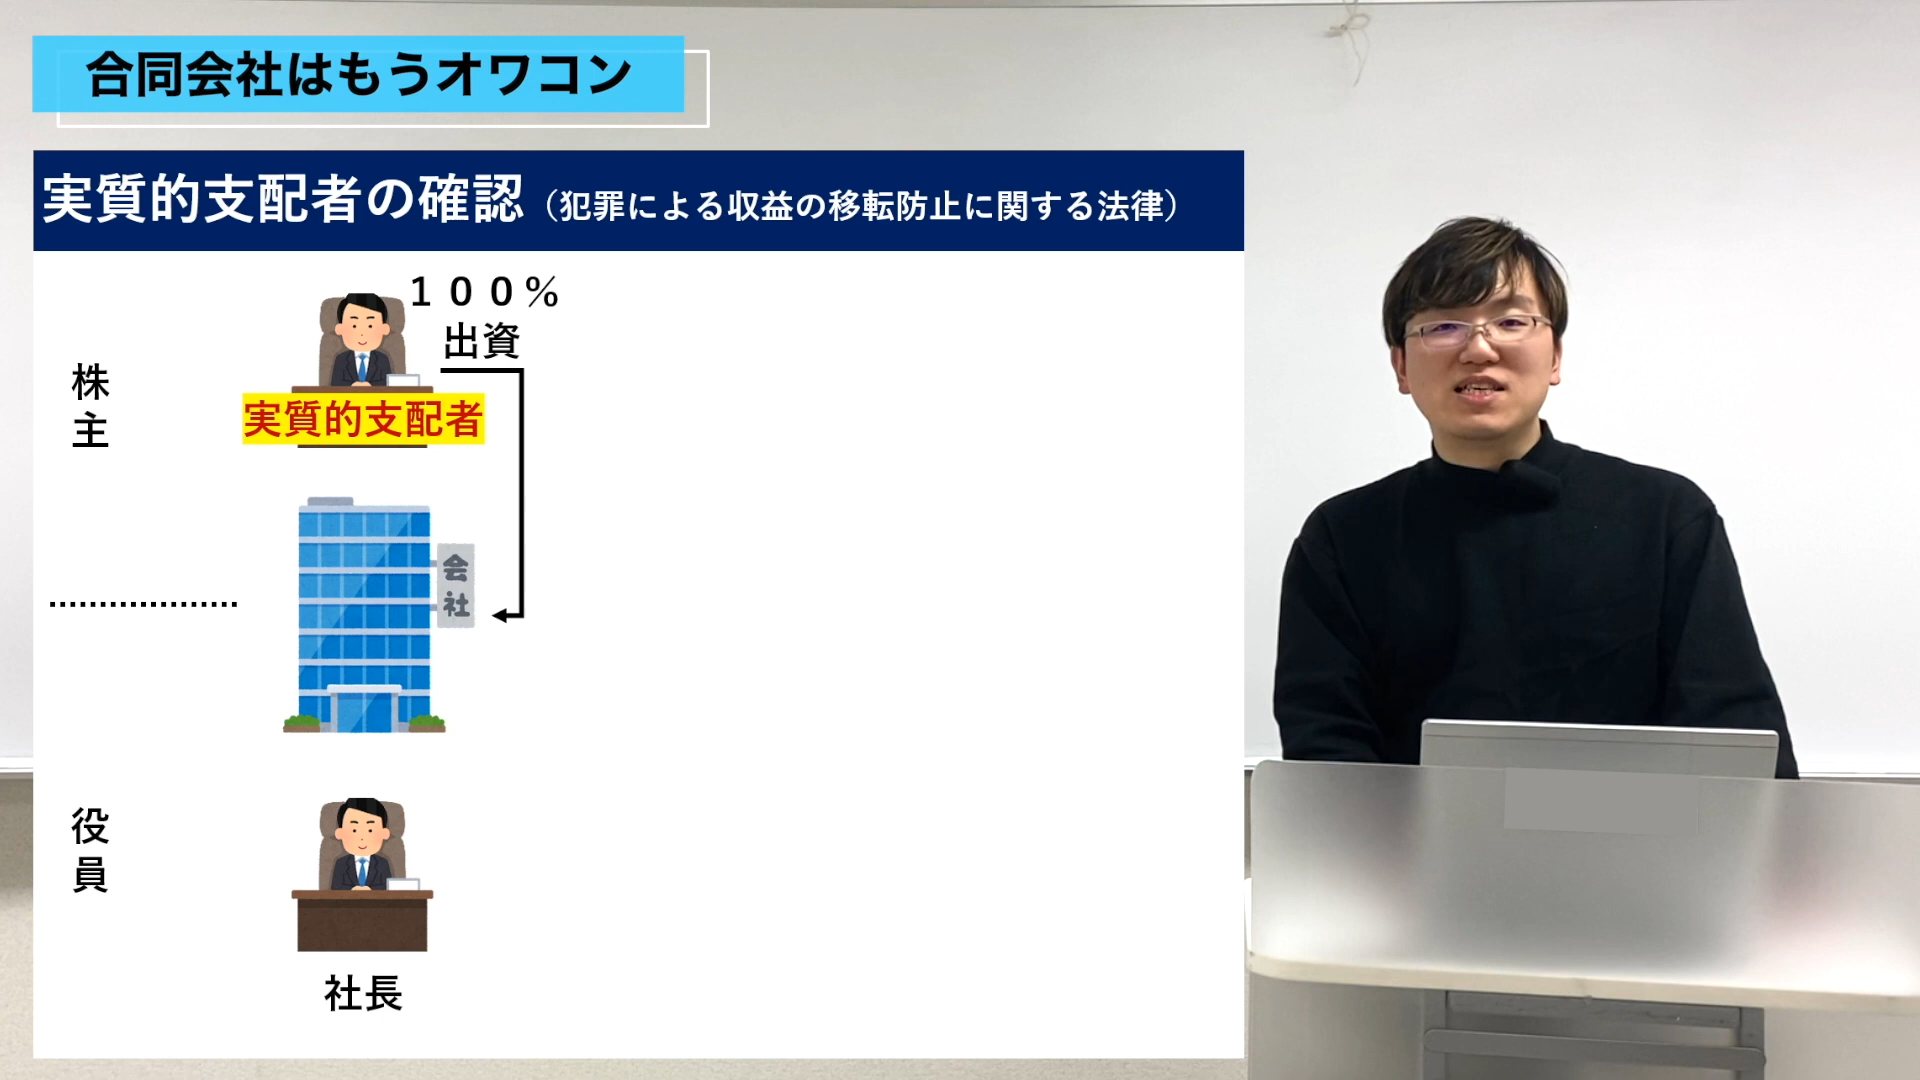 合同会社はもうオワコン
実質的支配者の確認（犯罪による収益の移転防止に関する法律）
１００％
出資
株主
実質的支配者
会社
役員
社長